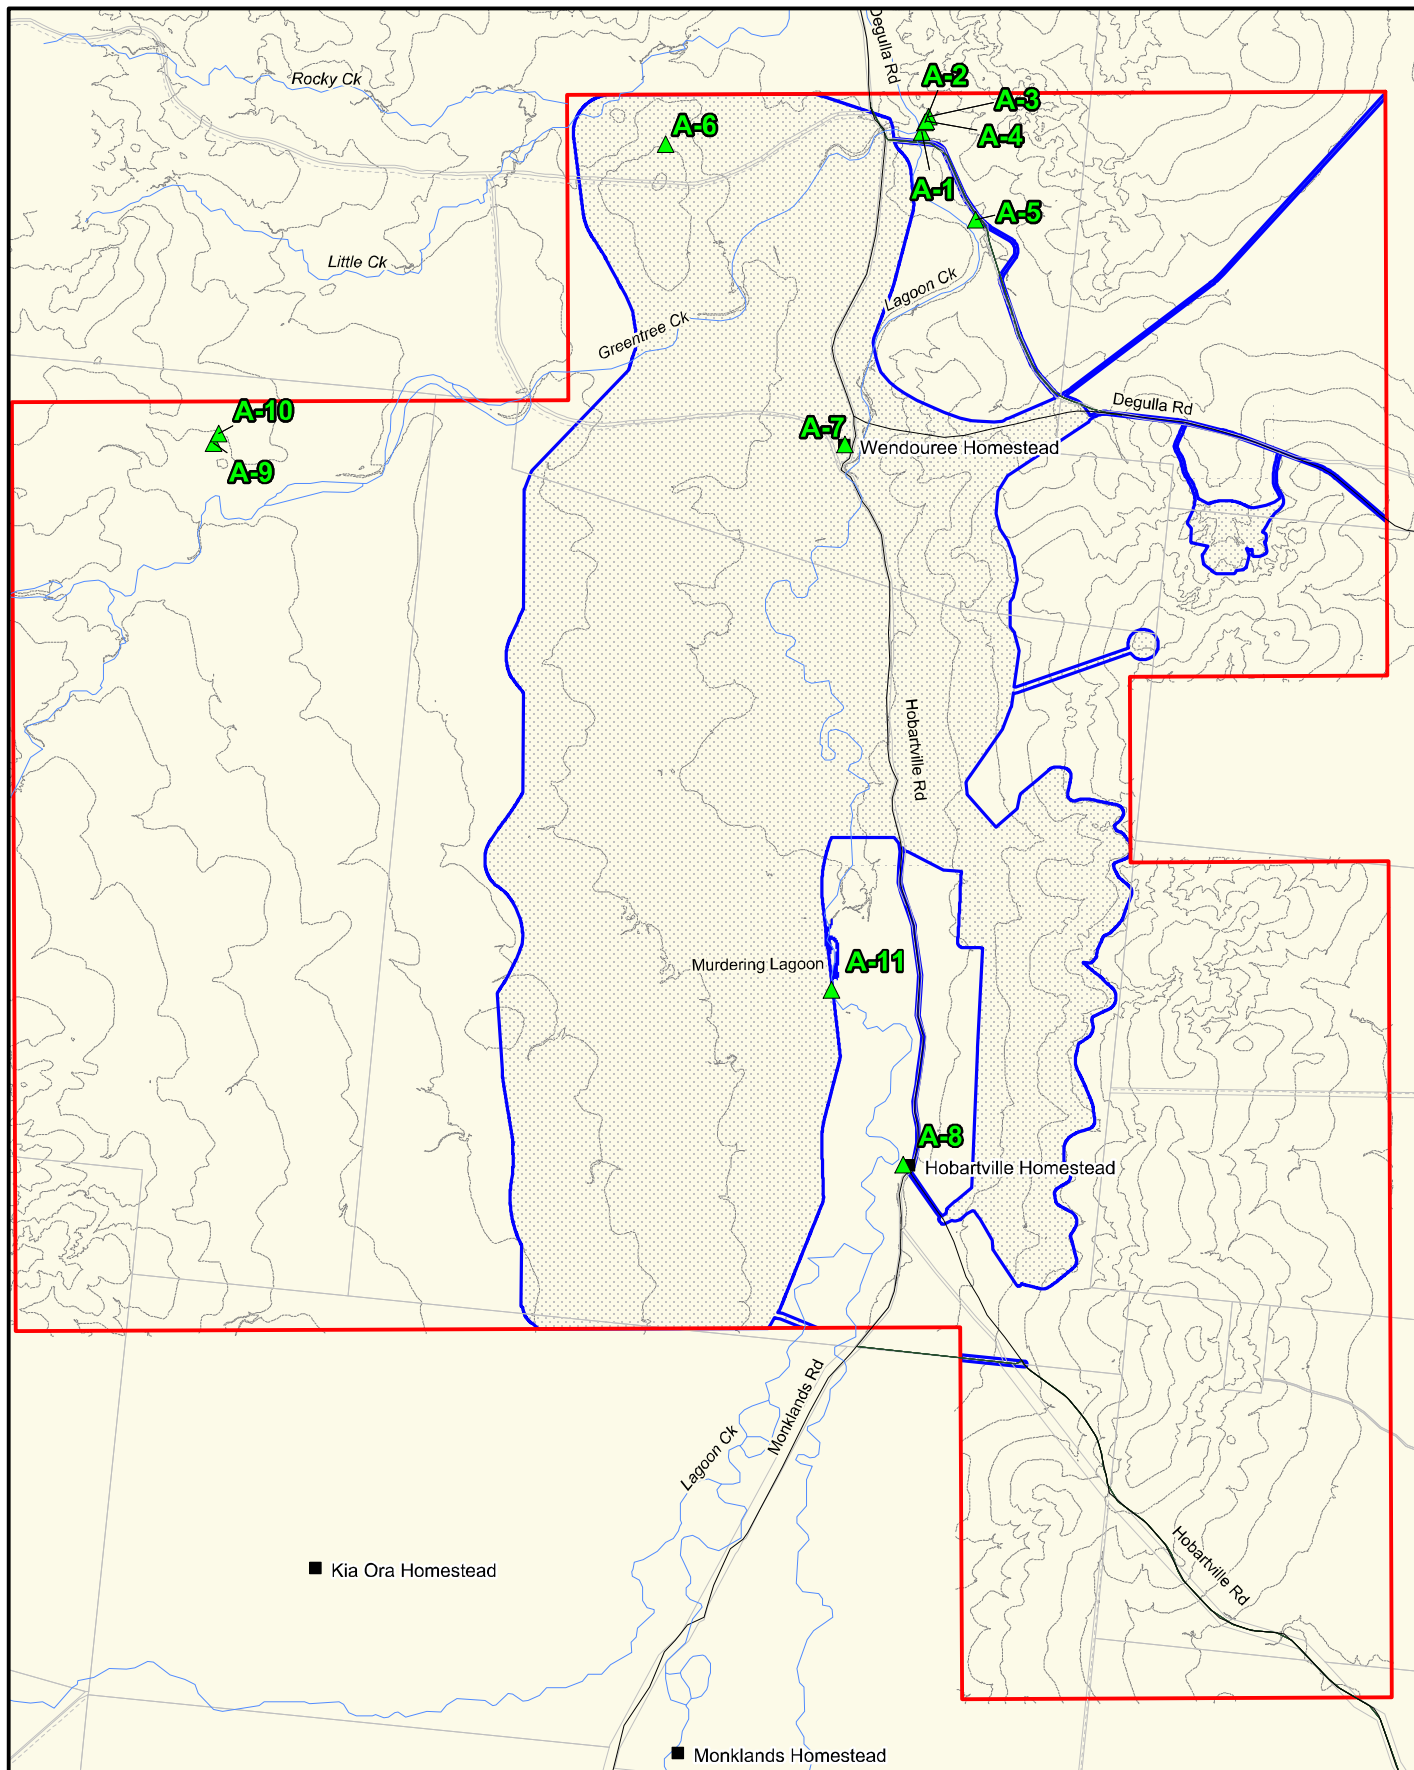 Degulla Rd
A-2
Rocky Ck
A-3
A-6
A-4
A-1
A-5
Little Ck
Lagoon Ck
Greentree Ck
Degulla Rd
A-10
A-7
Wendouree Homestead
A-9
Hobartville Rd
Murdering Lagoon
A-11
A-8
Hobartville Homestead
Monklands Rd
Lagoon Ck
Hobartville Rd
Kia Ora Homestead
Monklands Homestead